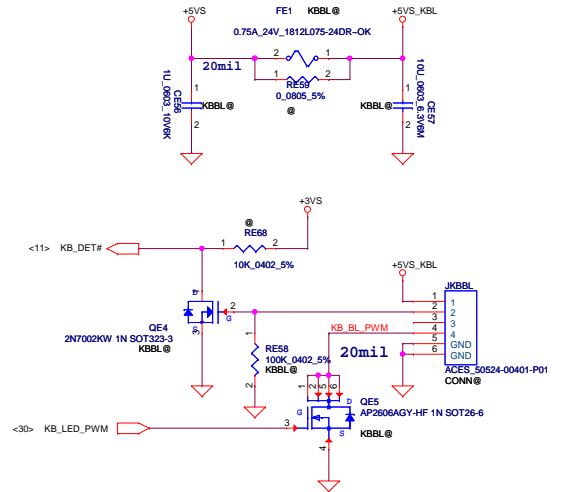 +5VS
FE1 KBBL@
+5VS_KBL
0.75A_24V_1812L075-24DR~OK
2 1
20mil
1 2
RE59
0_0805_5%
@
1
CE56
1U_0603_10V6K
KBBL@
2
1
CE57
10U_0603_6.3V6M
KBBL@
2
+3VS
@
RE68
<11> KB_DET#
1 2
10K_0402_5%
+5VS_KBL
JKBBL
1 1
2 2
3 3
4 4
5 GND
6 GND
ACES_50524-00401-P01
CONN@
D
1
2
G
S
3
QE4
2N7002KW 1N SOT323-3
KBBL@
1
RE58
100K_0402_5%
KBBL@
2
KB_BL_PWM
20mil
1 2 5 6
D
QE5
AP2606AGY-HF 1N SOT26-6
KBBL@
G
S
3
4
<30> KB_LED_PWM